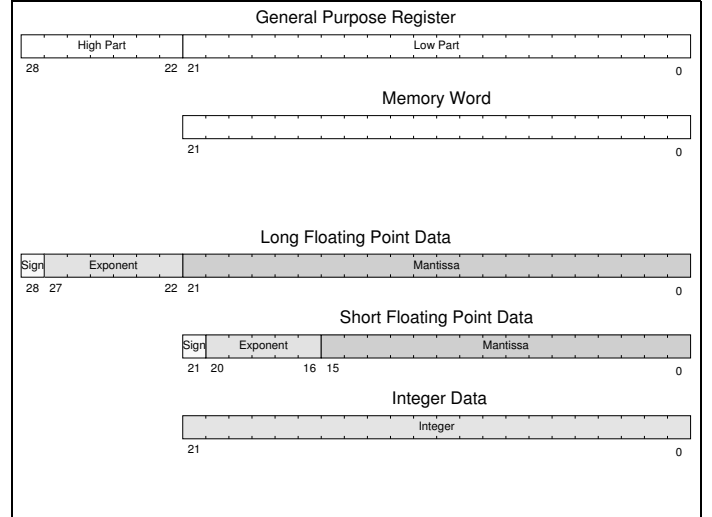 General Purpose Register
High Part Low Part
28 22 21 0
Memory Word
21 0
Long Floating Point Data
Sign Exponent Mantissa
28 27 22 21 0
Short Floating Point Data
Sign Exponent Mantissa
21 20 16 15 0
Integer Data
Integer
21 0